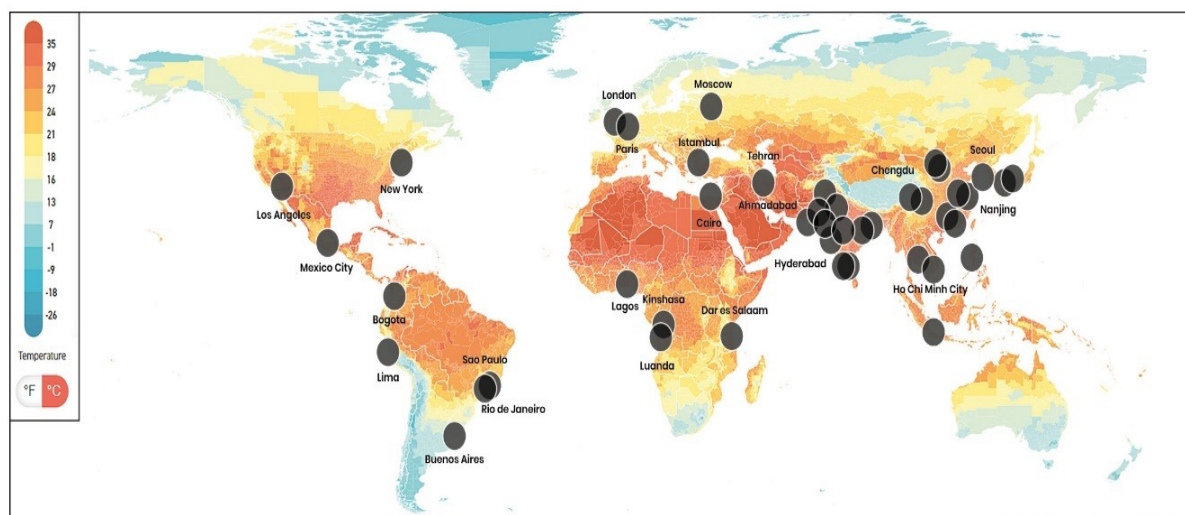 35
29
27
24
21
18
16
13
7
-1
-9
-18
-26
Temperature
°F
°C
London
Moscow
Paris
Istambul
Tehran
Chengdu
Seoul
New York
Los Angeles
Cairo
Ahmadabad
Nanjing
Mexico City
Hyderabad
Ho Chi Minh City
Lagos
Kinshasa
Dar es Salaam
Bogota
Lima
Sao Paulo
Luanda
Rio de Janeiro
Buenos Aires